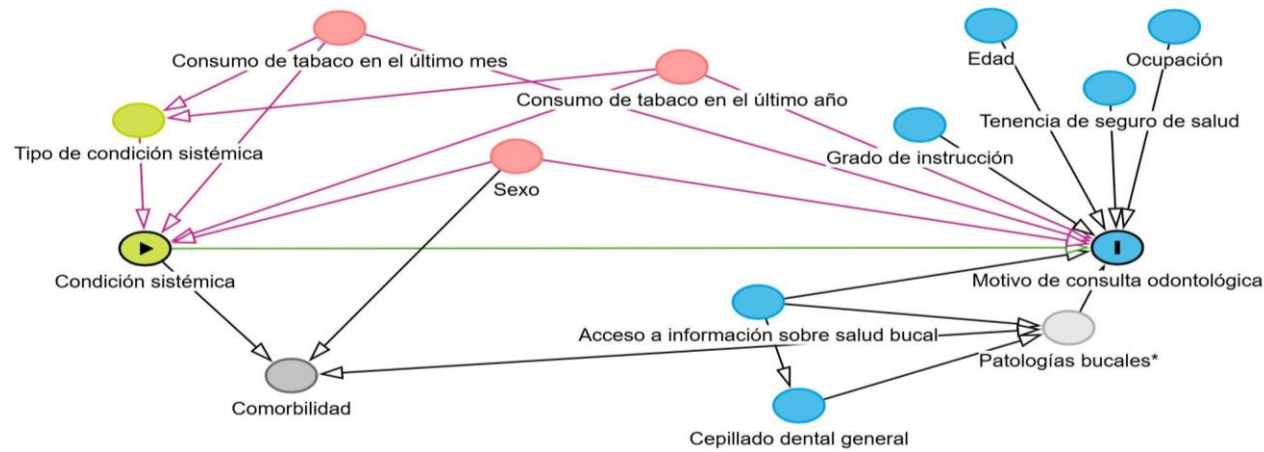 Consumo de tabaco en el último mes
Edad
Ocupación
Consumo de tabaco en el último año
Tenencia de seguro de salud
Tipo de condición sistémica
Grado de instrucción
Sexo
Condición sistémica
Motivo de consulta odontológica
Acceso a información sobre salud bucal
Patologías bucales*
Comorbilidad
Cepillado dental general